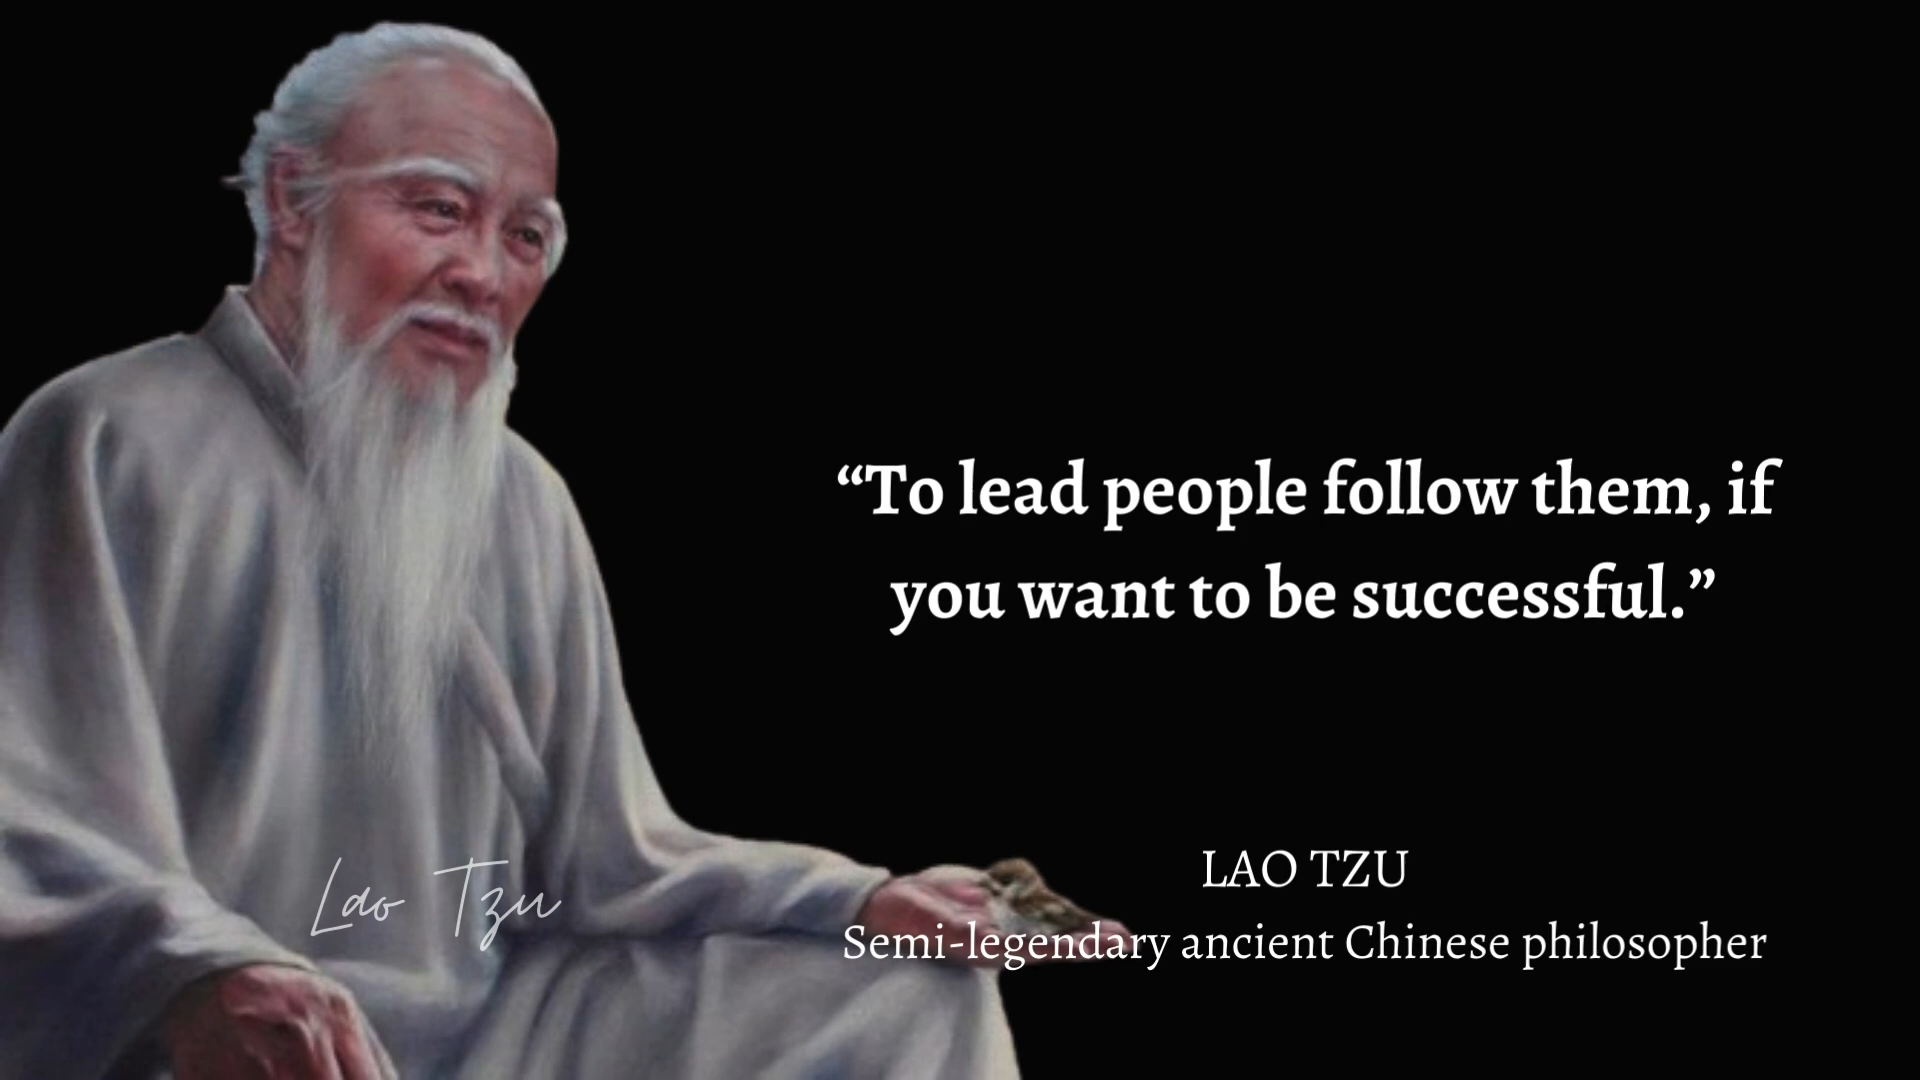 “To lead people follow them, if
you want to be successful.”
LAO TZU
Semi-legendary ancient Chinese philosopher
Lao Tzu